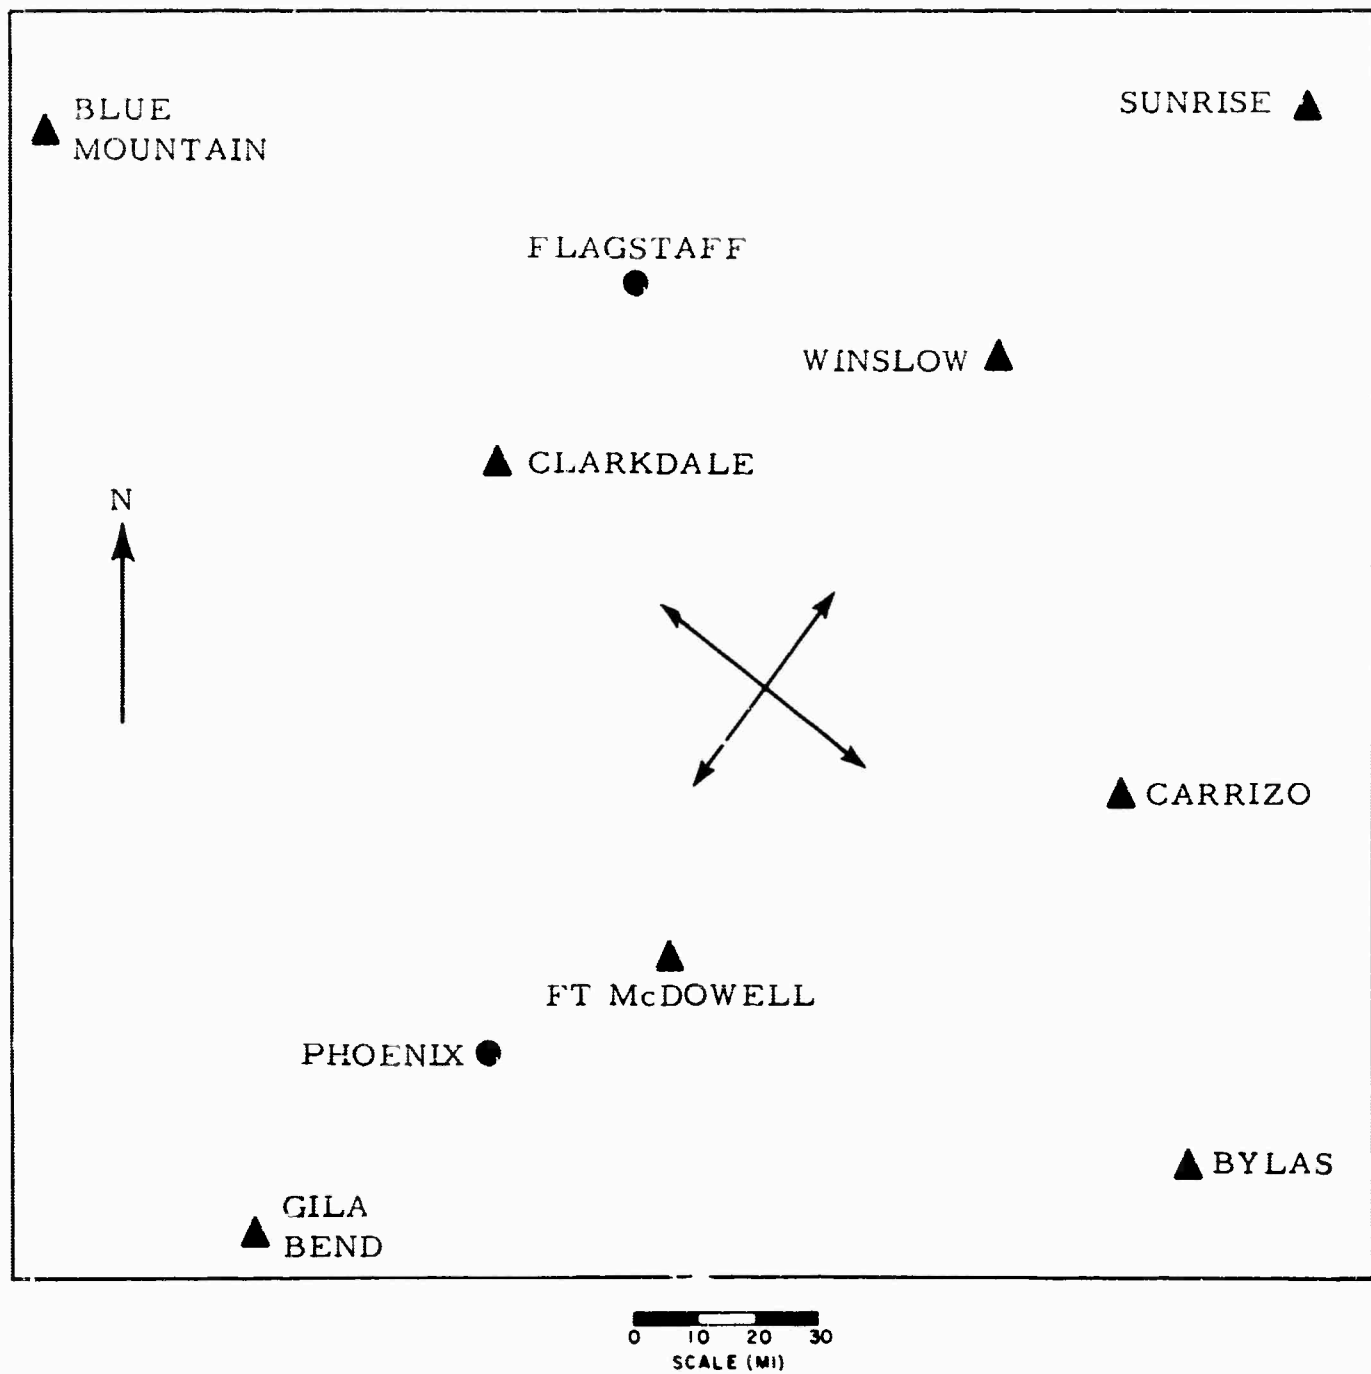 BLUE
MOUNTAIN
SUNRISE
FLAGSTAFF
WINSLOW
CLARKDALE
N
CARRIZO
FT McDOWELL
PHOENIX
BYLAS
GILA
BEND
0 10 20 30
SCALE (MI)